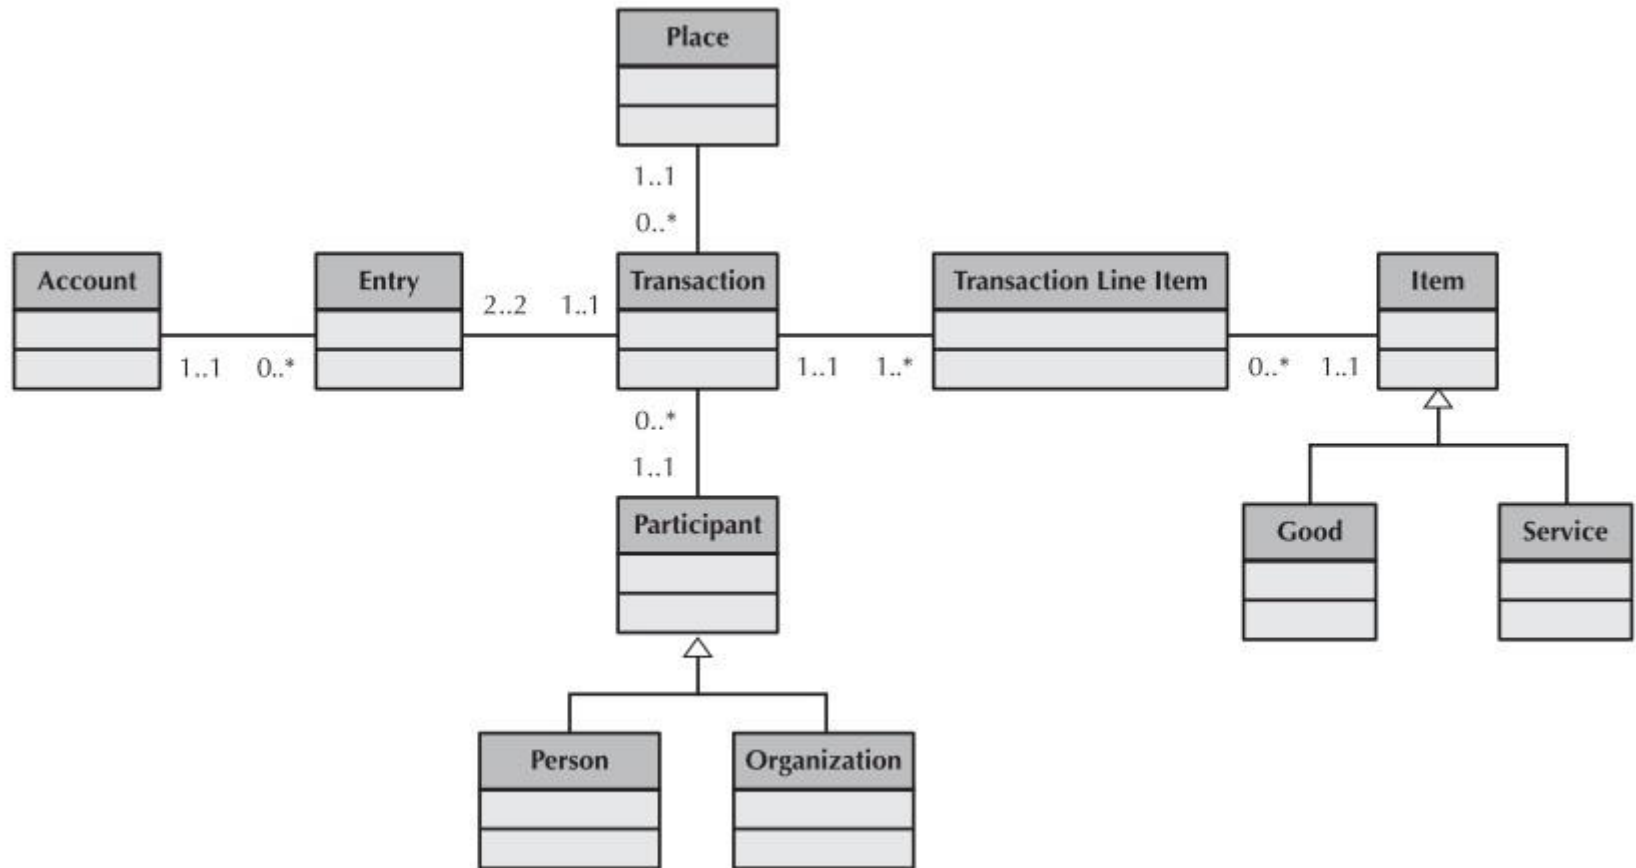 Place
1..1
0..*
Account
Entry
Transaction
Transaction Line Item
Item
2..2 1..1
1..1 0..*
1..1 1..*
0..* 1..1
0..*
1..1
Participant
Good
Service
Person
Organization